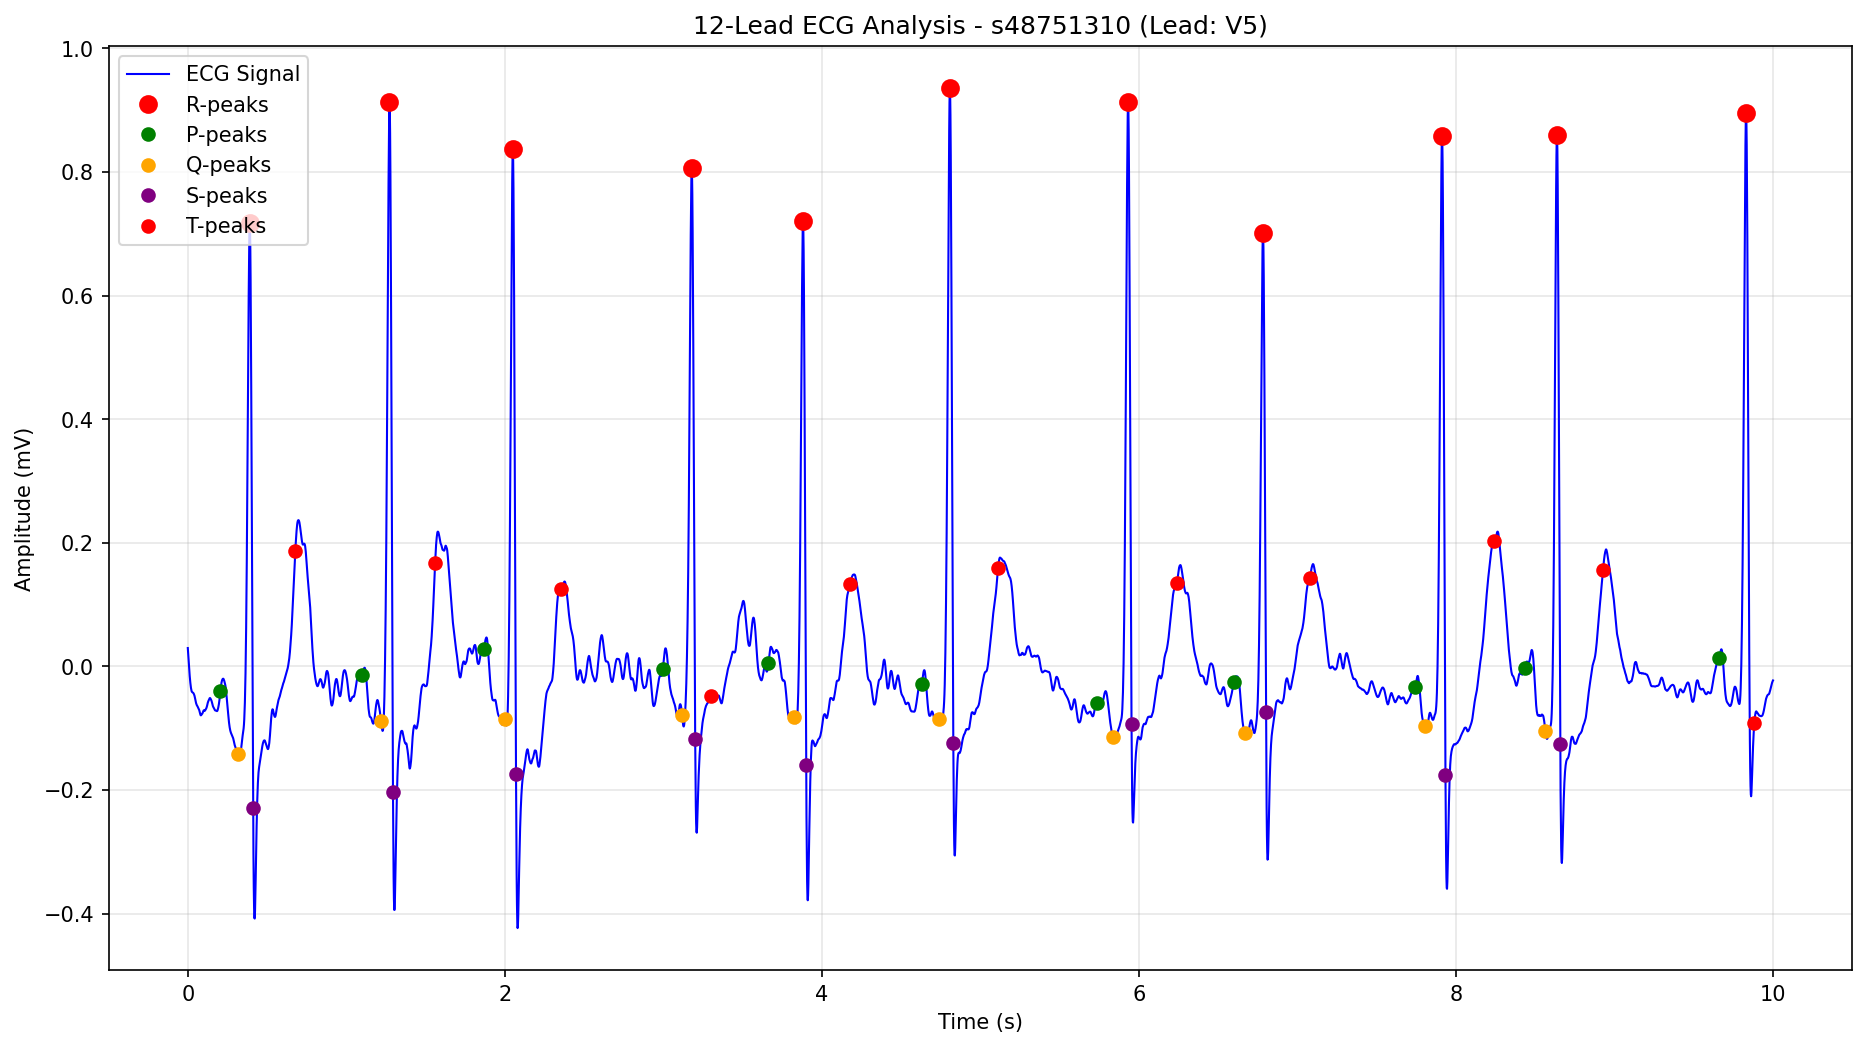 12-Lead ECG Analysis - s48751310 (Lead: V5)
ECG Signal
R-peaks
P-peaks
Q-peaks
S-peaks
T-peaks
Amplitude (mV)
1.0
0.8
0.6
0.4
0.2
0.0
−0.2
−0.4
0 2 4 6 8 10
Time (s)